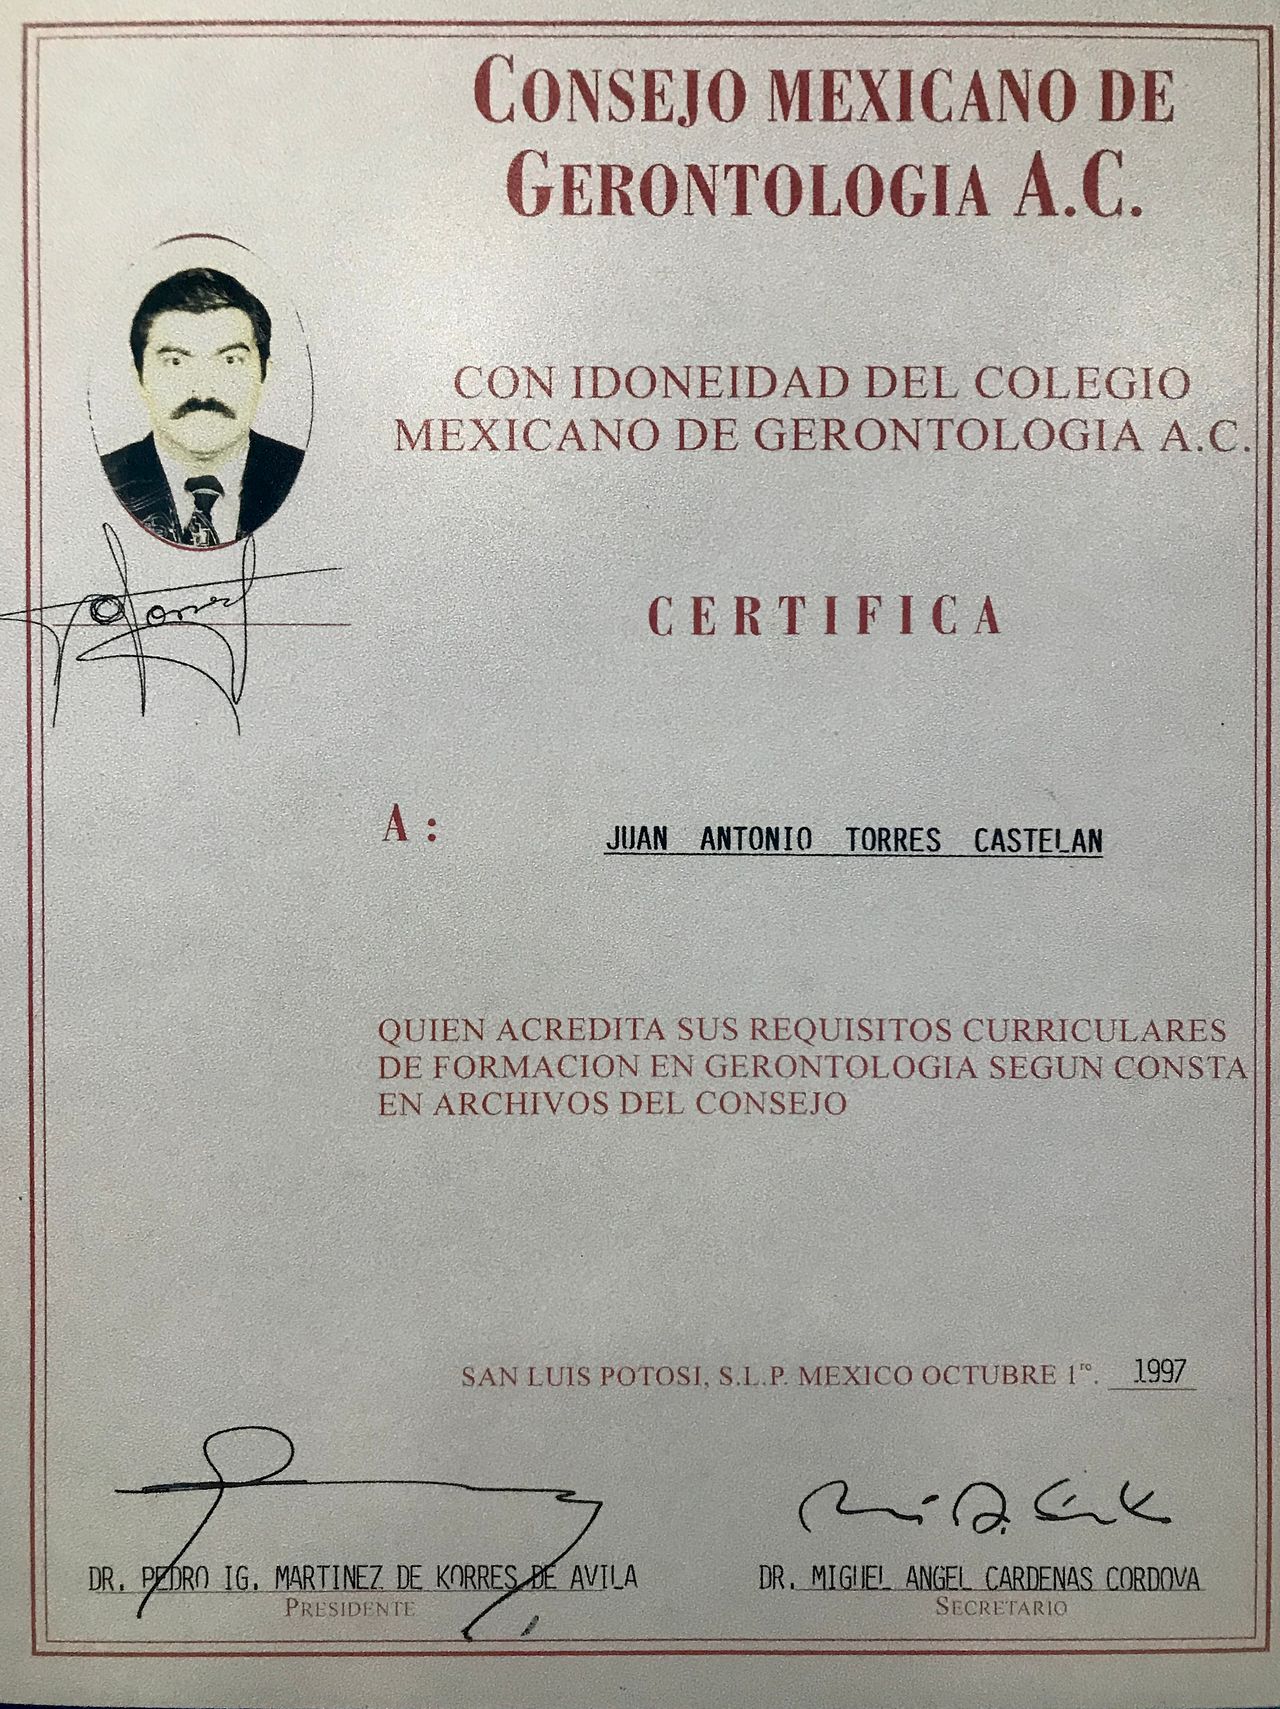 CONSEJO MEXICANO DE
GERONTOLOGIA A.C.
CON IDONEIDAD DEL COLEGIO
MEXICANO DE GERONTOLOGIA A.C.
CERTIFICA
A : JUAN ANTONIO TORRES CASTELAN
QUIEN ACREDITA SUS REQUISITOS CURRICULARES
DE FORMACION EN GERONTOLOGIA SEGUN CONSTA
EN ARCHIVOS DEL CONSEJO
SAN LUIS POTOSI, S.L.P. MEXICO OCTUBRE 1ro. 1997
DR. PEDRO IG. MARTINEZ DE KORRES DE AVILA
PRESIDENTE
DR. MIGUEL ANGEL CARDENAS CORDOVA
SECRETARIO